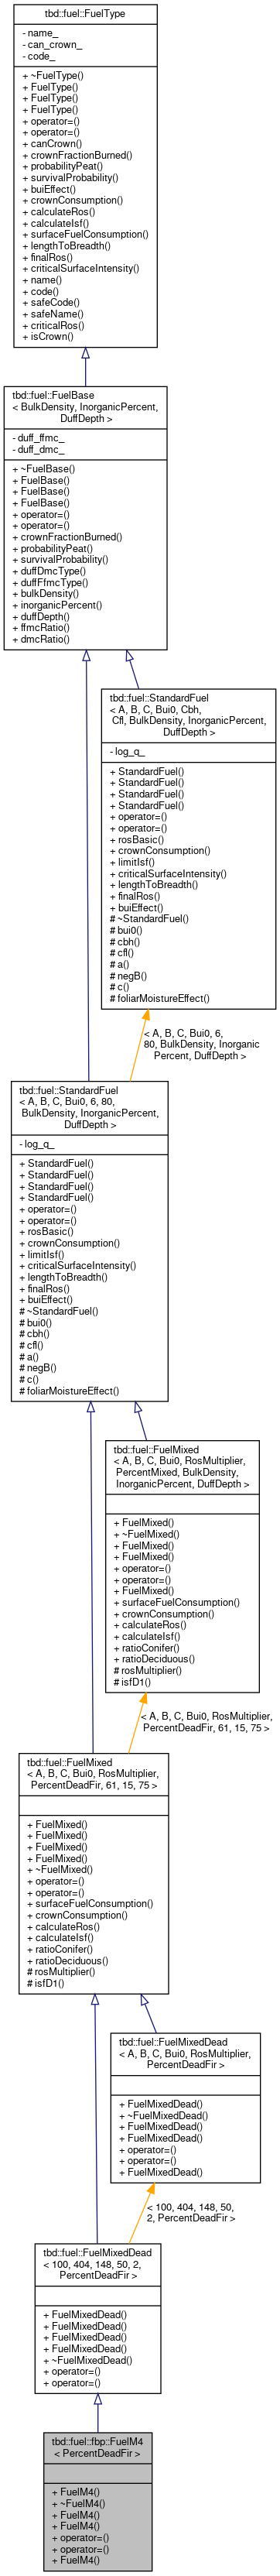 tbd::fuel::FuelType
- name_
- can_crown_
- code_
+ ~FuelType()
+ FuelType()
+ FuelType()
+ FuelType()
+ operator=()
+ operator=()
+ canCrown()
+ crownFractionBurned()
+ probabilityPeat()
+ survivalProbability()
+ buiEffect()
+ crownConsumption()
+ calculateRos()
+ calculateIsf()
+ surfaceFuelConsumption()
+ lengthToBreadth()
+ finalRos()
+ criticalSurfaceIntensity()
+ name()
+ code()
+ safeCode()
+ safeName()
+ criticalRos()
+ isCrown()
tbd::fuel::FuelBase
< BulkDensity, InorganicPercent,
DuffDepth >
- duff_ffmc_
- duff_dmc_
+ ~FuelBase()
+ FuelBase()
+ FuelBase()
+ FuelBase()
+ operator=()
+ operator=()
+ crownFractionBurned()
+ probabilityPeat()
+ survivalProbability()
+ duffDmcType()
+ duffFfmcType()
+ bulkDensity()
+ inorganicPercent()
+ duffDepth()
+ ffmcRatio()
+ dmcRatio()
tbd::fuel::StandardFuel
< A, B, C, Bui0, Cbh,
Cfl, BulkDensity, InorganicPercent,
DuffDepth >
- log_q_
+ StandardFuel()
+ StandardFuel()
+ StandardFuel()
+ StandardFuel()
+ operator=()
+ operator=()
+ rosBasic()
+ crownConsumption()
+ limitIsf()
+ criticalSurfaceIntensity()
+ lengthToBreadth()
+ finalRos()
+ buiEffect()
# ~StandardFuel()
# bui0()
# cbh()
# cfl()
# a()
# negB()
# c()
# foliarMoistureEffect()
< A, B, C, Bui0, 6,
80, BulkDensity, Inorganic
Percent, DuffDepth >
tbd::fuel::StandardFuel
< A, B, C, Bui0, 6, 80,
BulkDensity, InorganicPercent,
DuffDepth >
- log_q_
+ StandardFuel()
+ StandardFuel()
+ StandardFuel()
+ StandardFuel()
+ operator=()
+ operator=()
+ rosBasic()
+ crownConsumption()
+ limitIsf()
+ criticalSurfaceIntensity()
+ lengthToBreadth()
+ finalRos()
+ buiEffect()
# ~StandardFuel()
# bui0()
# cbh()
# cfl()
# a()
# negB()
# c()
# foliarMoistureEffect()
tbd::fuel::FuelMixed
< A, B, C, Bui0, RosMultiplier,
PercentMixed, BulkDensity,
InorganicPercent, DuffDepth >
+ FuelMixed()
+ ~FuelMixed()
+ FuelMixed()
+ FuelMixed()
+ operator=()
+ operator=()
+ FuelMixed()
+ surfaceFuelConsumption()
+ crownConsumption()
+ calculateRos()
+ calculateIsf()
+ ratioConifer()
+ ratioDeciduous()
# rosMultiplier()
# isfD1()
< A, B, C, Bui0, RosMultiplier,
PercentDeadFir, 61, 15, 75 >
tbd::fuel::FuelMixed
< A, B, C, Bui0, RosMultiplier,
PercentDeadFir, 61, 15, 75 >
+ FuelMixed()
+ FuelMixed()
+ FuelMixed()
+ FuelMixed()
+ ~FuelMixed()
+ operator=()
+ operator=()
+ surfaceFuelConsumption()
+ crownConsumption()
+ calculateRos()
+ calculateIsf()
+ ratioConifer()
+ ratioDeciduous()
# rosMultiplier()
# isfD1()
tbd::fuel::FuelMixedDead
< A, B, C, Bui0, RosMultiplier,
PercentDeadFir >
+ FuelMixedDead()
+ ~FuelMixedDead()
+ FuelMixedDead()
+ FuelMixedDead()
+ operator=()
+ operator=()
+ FuelMixedDead()
< 100, 404, 148, 50,
2, PercentDeadFir >
tbd::fuel::FuelMixedDead
< 100, 404, 148, 50, 2,
PercentDeadFir >
+ FuelMixedDead()
+ FuelMixedDead()
+ FuelMixedDead()
+ FuelMixedDead()
+ ~FuelMixedDead()
+ operator=()
+ operator=()
tbd::fuel::fbp::FuelM4
< PercentDeadFir >
+ FuelM4()
+ ~FuelM4()
+ FuelM4()
+ FuelM4()
+ operator=()
+ operator=()
+ FuelM4()